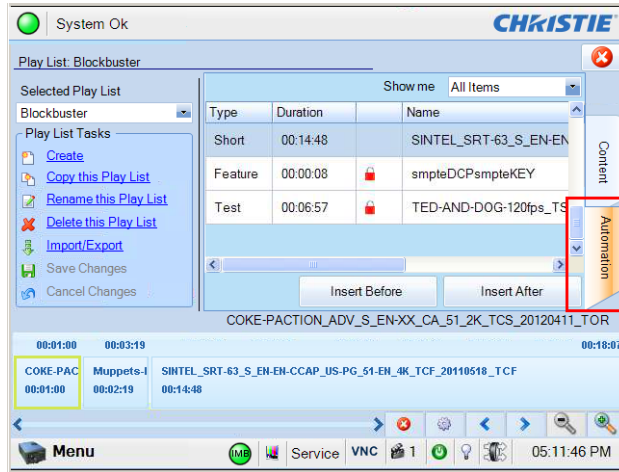 System Ok
CHRISTIE
Play List: Blockbuster
Selected Play List
Blockbuster
Play List Tasks
Create
Copy this Play List
Rename this Play List
Delete this Play List
Import/Export
Save Changes
Cancel Changes
Show me All Items
Type Duration Name
Short 00:14:48 SINTEL_SRT-63_S_EN-EN
Feature 00:00:08 smpteDCPsmpteKEY
Test 00:06:57 TED-AND-DOG-120fps_TS
Insert Before Insert After
Content
Automation
COKE-PACTION_ADV_S_EN-XX_CA_51_2K_TCS_20120411_TOR
00:01:00 00:03:19 00:18:07
COKE-PAC Muppets-I SINTEL_SRT-63_S_EN-EN-CCAP_US-PG_51-EN_4K_TCF_20110518_TCF
00:01:00 00:02:19 00:14:48
Menu IMB Service VNC 1 05:11:46 PM